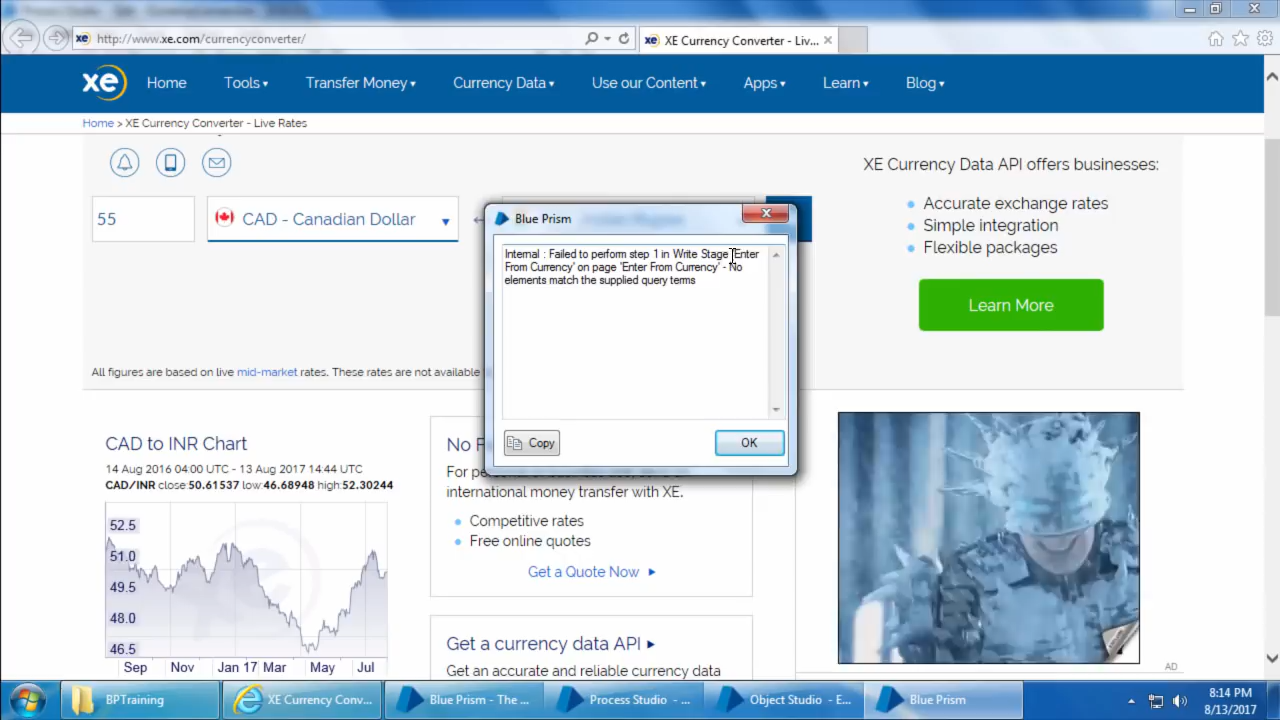 http://www.xe.com/currencyconverter/
xe XE Currency Converter - Liv...
xe
Home Tools Transfer Money Currency Data Use our Content Apps Learn Blog
Home > XE Currency Converter - Live Rates
XE Currency Data API offers businesses:
Accurate exchange rates
Simple integration
Flexible packages
Learn More
55
CAD - Canadian Dollar
Blue Prism
Internal : Failed to perform step 1 in Write Stage 'Enter
From Currency' on page 'Enter From Currency' - No
elements match the supplied query terms
Copy OK
All figures are based on live mid-market rates. These rates are not available
CAD to INR Chart
14 Aug 2016 04:00 UTC - 13 Aug 2017 14:44 UTC
CAD/INR close 50.61537 low:46.68948 high:52.30244
52.5
51.0
49.5
48.0
46.5
Sep Nov Jan 17 Mar May Jul
international money transfer with XE.
Competitive rates
Free online quotes
Get a Quote Now
Get a currency data API
Get an accurate and reliable currency data
AD
BPTraining
XE Currency Conv...
Blue Prism - The ...
Process Studio - ...
Object Studio - E...
Blue Prism
8:14 PM
8/13/2017